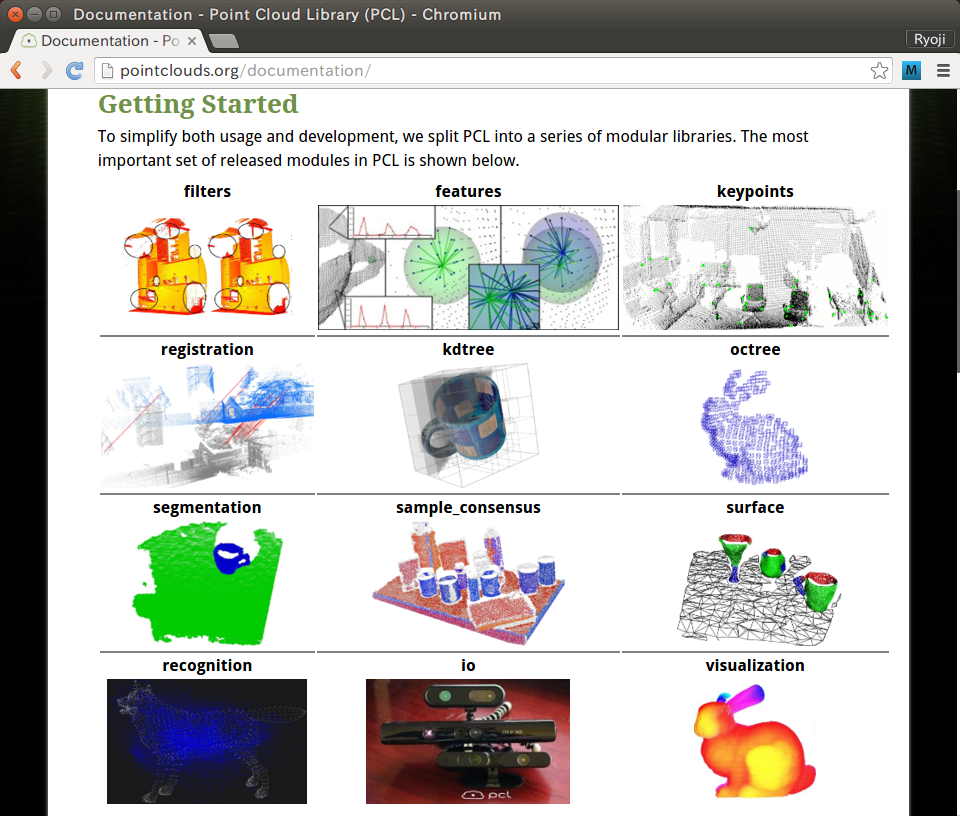 Documentation - Point Cloud Library (PCL) - Chromium
Documentation - Po
Ryoji
pointclouds.org/documentation/
M
Getting Started
To simplify both usage and development, we split PCL into a series of modular libraries. The most
important set of released modules in PCL is shown below.
filters features keypoints
registration kdtree octree
segmentation sample_consensus surface
recognition io visualization
pcl